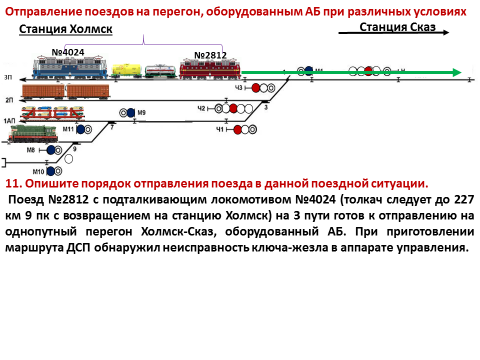 Отправление поездов на перегон, оборудованным АБ при различных условиях
Станция Холмск
Станция Сказ
№4024
№2812
3П
Ч3
2П
Ч2
3
М9
1АП
М11
7
Ч1
М8
9
М10
11. Опишите порядок отправления поезда в данной поездной ситуации.
Поезд №2812 с подталкивающим локомотивом №4024 (толкач следует до 227
км 9 пк с возвращением на станцию Холмск) на 3 пути готов к отправлению на
однопутный перегон Холмск-Сказ, оборудованный АБ. При приготовлении
маршрута ДСП обнаружил неисправность ключа-жезла в аппарате управления.